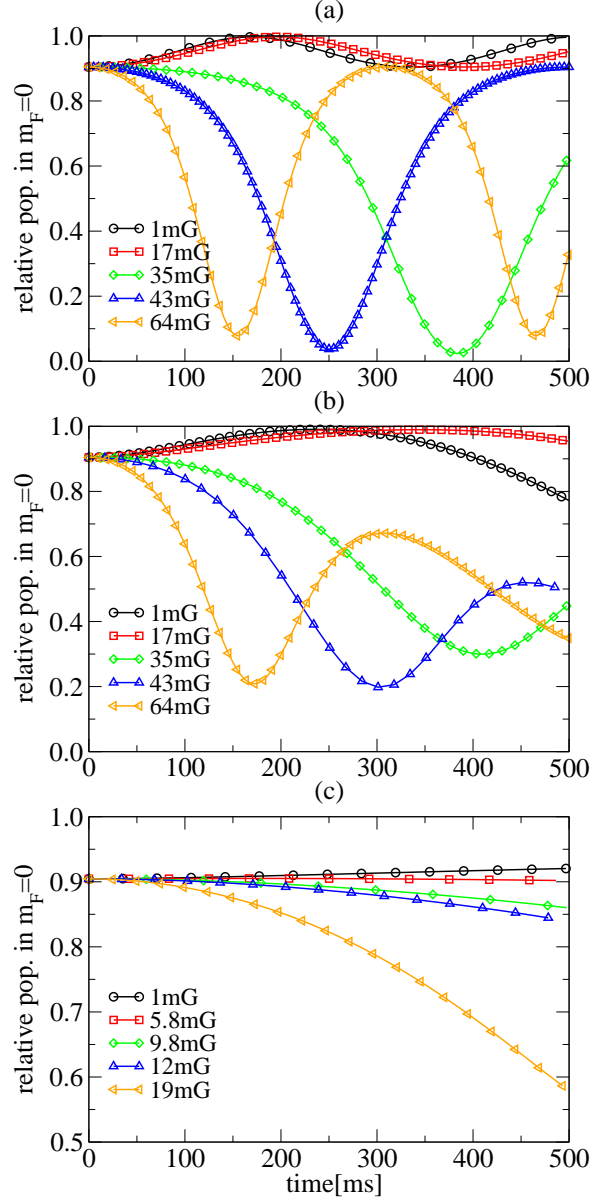 (a)
1.0
0.8
0.6
0.4
0.2
0.0
relative pop. in m_F=0
1mG
17mG
35mG
43mG
64mG
0 100 200 300 400 500
(b)
1.0
0.8
0.6
0.4
0.2
0.0
relative pop. in m_F=0
1mG
17mG
35mG
43mG
64mG
0 100 200 300 400 500
(c)
1.0
0.9
0.8
0.7
0.6
0.5
relative pop. in m_F=0
1mG
5.8mG
9.8mG
12mG
19mG
0 100 200 300 400 500
time[ms]